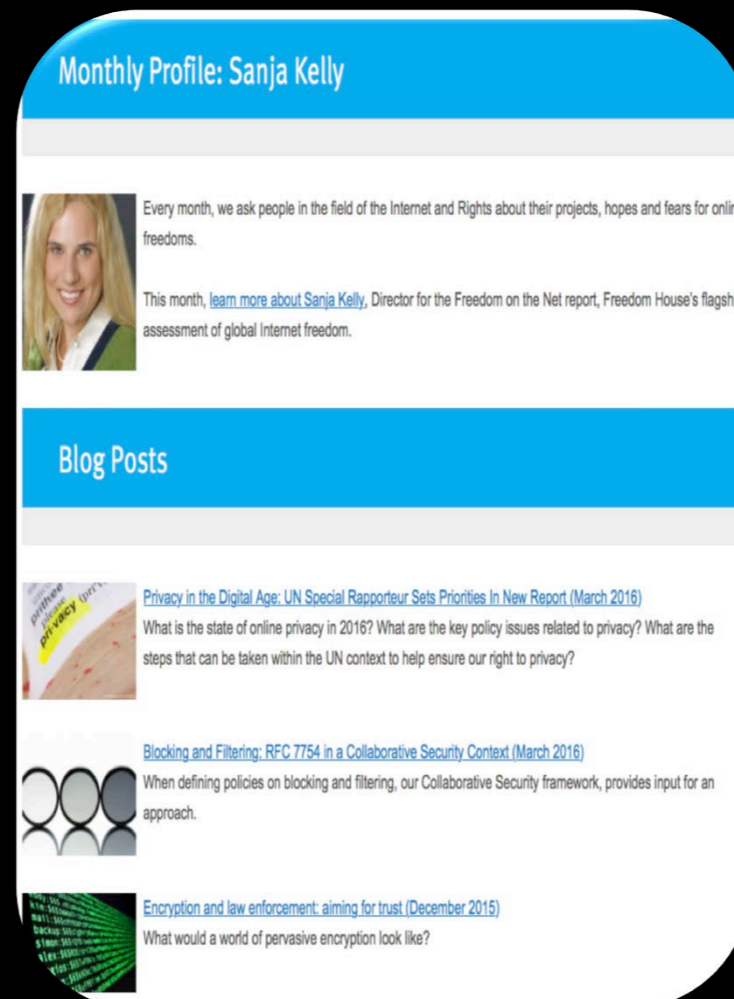 Monthly Profile: Sanja Kelly
Every month, we ask people in the field of the Internet and Rights about their projects, hopes and fears for onlin
freedoms.
This month, learn more about Sanja Kelly, Director for the Freedom on the Net report, Freedom House's flagsh
assessment of global Internet freedom.
Blog Posts
please
privacy (pri
Privacy in the Digital Age: UN Special Rapporteur Sets Priorities In New Report (March 2016)
What is the state of online privacy in 2016? What are the key policy issues related to privacy? What are the
steps that can be taken within the UN context to help ensure our right to privacy?
Blocking and Filtering: RFC 7754 in a Collaborative Security Context (March 2016)
When defining policies on blocking and filtering, our Collaborative Security framework, provides input for an
approach.
Encryption and law enforcement: aiming for trust (December 2015)
What would a world of pervasive encryption look like?